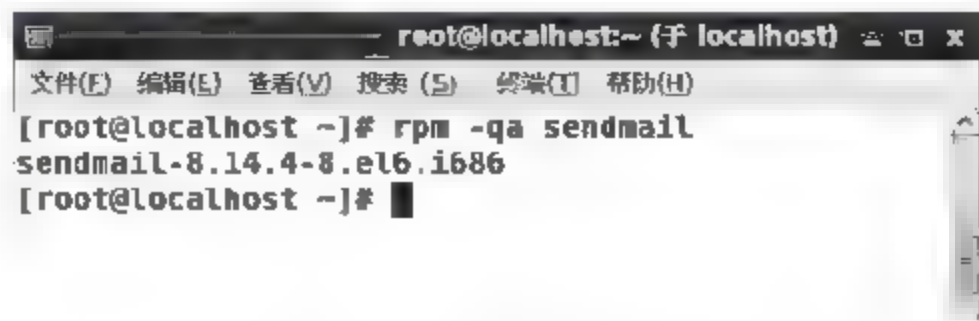 root@localhost:~ (于 localhost)
文件(F) 编辑(E) 查看(V) 搜索 (S) 终端(T) 帮助(H)
[root@localhost ~]# rpm -qa sendmail
sendmail-8.14.4-8.el6.i686
[root@localhost ~]#